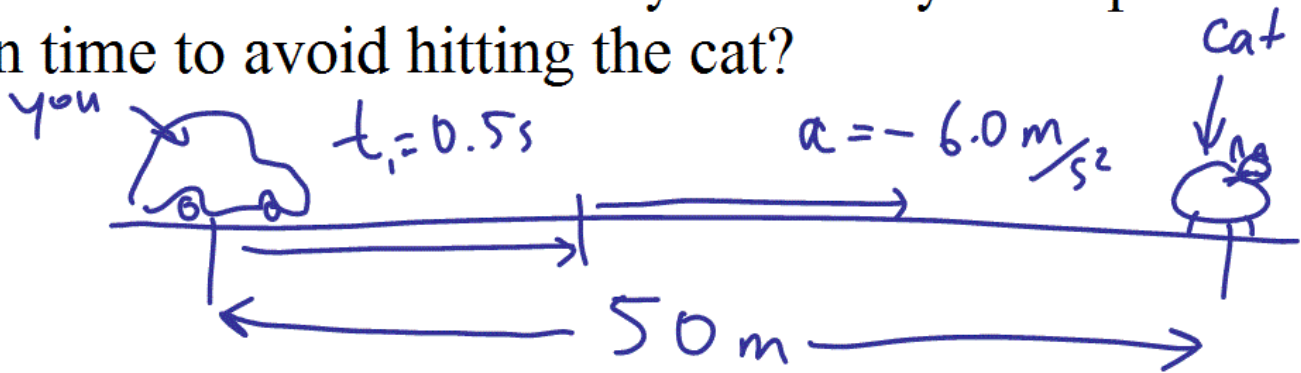 n time to avoid hitting the cat?
cat
you
t₁=0.5s
a = - 6.0 m/s²
50 m